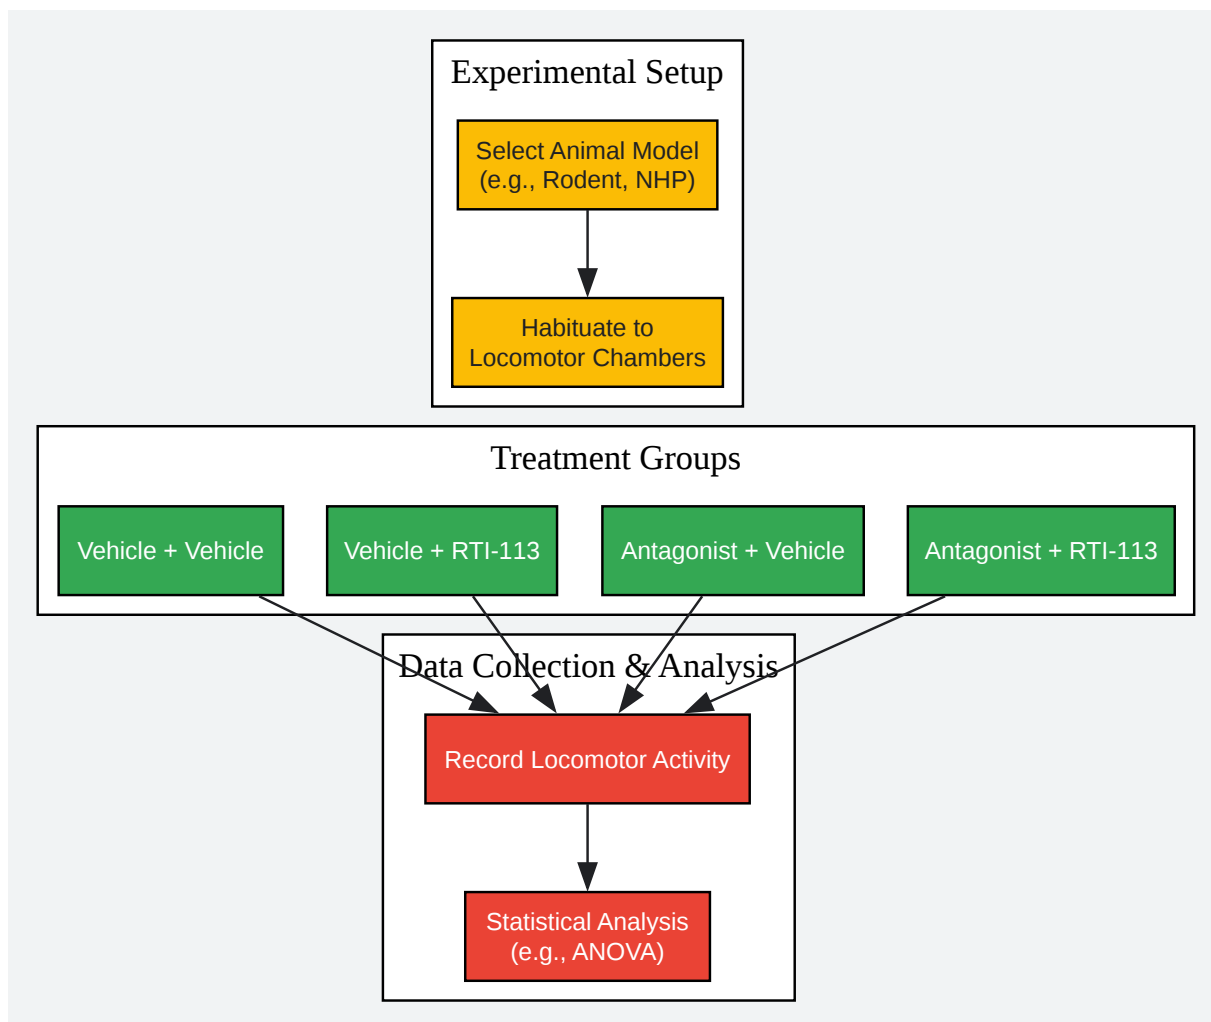 Experimental Setup
Select Animal Model
(e.g., Rodent, NHP)
Habituate to
Locomotor Chambers
Treatment Groups
Vehicle + Vehicle
Vehicle + RTI-113
Antagonist + Vehicle
Antagonist + RTI-113
Data Collection & Analysis
Record Locomotor Activity
Statistical Analysis
(e.g., ANOVA)